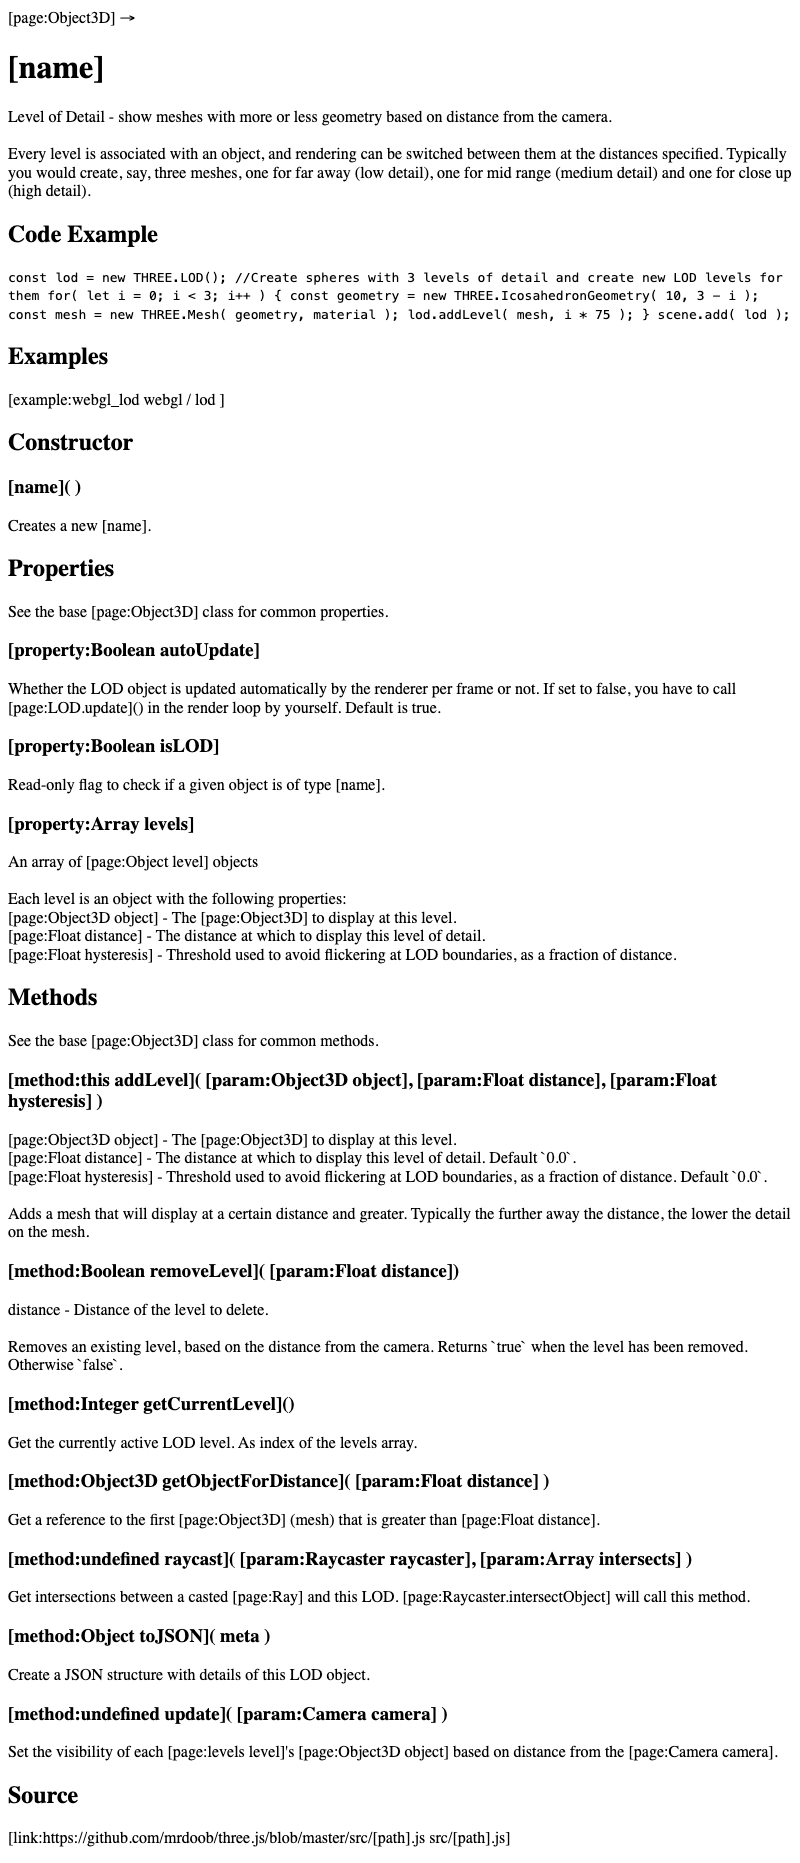 [page:Object3D] →
[name]
Level of Detail - show meshes with more or less geometry based on distance from the camera.
Every level is associated with an object, and rendering can be switched between them at the distances specified. Typically
you would create, say, three meshes, one for far away (low detail), one for mid range (medium detail) and one for close up
(high detail).
Code Example
const lod = new THREE.LOD(); //Create spheres with 3 levels of detail and create new LOD levels for
them for( let i = 0; i < 3; i++ ) { const geometry = new THREE.IcosahedronGeometry( 10, 3 - i );
const mesh = new THREE.Mesh( geometry, material ); lod.addLevel( mesh, i * 75 ); } scene.add( lod );
Examples
[example:webgl_lod webgl / lod ]
Constructor
[name]( )
Creates a new [name].
Properties
See the base [page:Object3D] class for common properties.
[property:Boolean autoUpdate]
Whether the LOD object is updated automatically by the renderer per frame or not. If set to false, you have to call
[page:LOD.update]() in the render loop by yourself. Default is true.
[property:Boolean isLOD]
Read-only flag to check if a given object is of type [name].
[property:Array levels]
An array of [page:Object level] objects
Each level is an object with the following properties:
[page:Object3D object] - The [page:Object3D] to display at this level.
[page:Float distance] - The distance at which to display this level of detail.
[page:Float hysteresis] - Threshold used to avoid flickering at LOD boundaries, as a fraction of distance.
Methods
See the base [page:Object3D] class for common methods.
[method:this addLevel]( [param:Object3D object], [param:Float distance], [param:Float
hysteresis] )
[page:Object3D object] - The [page:Object3D] to display at this level.
[page:Float distance] - The distance at which to display this level of detail. Default `0.0`.
[page:Float hysteresis] - Threshold used to avoid flickering at LOD boundaries, as a fraction of distance. Default `0.0`.
Adds a mesh that will display at a certain distance and greater. Typically the further away the distance, the lower the detail
on the mesh.
[method:Boolean removeLevel]( [param:Float distance])
distance - Distance of the level to delete.
Removes an existing level, based on the distance from the camera. Returns `true` when the level has been removed.
Otherwise `false`.
[method:Integer getCurrentLevel]()
Get the currently active LOD level. As index of the levels array.
[method:Object3D getObjectForDistance]( [param:Float distance] )
Get a reference to the first [page:Object3D] (mesh) that is greater than [page:Float distance].
[method:undefined raycast]( [param:Raycaster raycaster], [param:Array intersects] )
Get intersections between a casted [page:Ray] and this LOD. [page:Raycaster.intersectObject] will call this method.
[method:Object toJSON]( meta )
Create a JSON structure with details of this LOD object.
[method:undefined update]( [param:Camera camera] )
Set the visibility of each [page:levels level]'s [page:Object3D object] based on distance from the [page:Camera camera].
Source
[link:https://github.com/mrdoob/three.js/blob/master/src/[path].js src/[path].js]